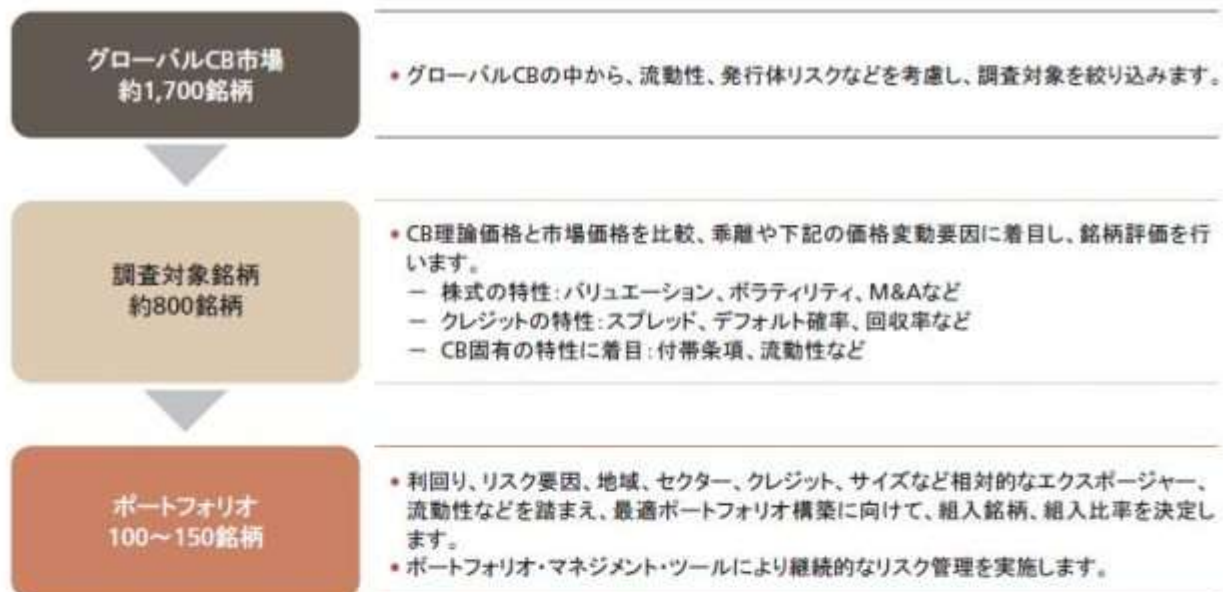 グローバルCB市場
約1,700銘柄
• グローバルCBの中から、流動性、発行体リスクなどを考慮し、調査対象を絞り込みます。
調査対象銘柄
約800銘柄
• CB理論価格と市場価格を比較、乖離や下記の価格変動要因に着目し、銘柄評価を行
います。
－ 株式の特性：バリュエーション、ボラティリティ、M&Aなど
－ クレジットの特性：スプレッド、デフォルト確率、回収率など
－ CB固有の特性に着目：付帯条項、流動性など
ポートフォリオ
100～150銘柄
• 利回り、リスク要因、地域、セクター、クレジット、サイズなど相対的なエクスポージャー、
流動性などを踏まえ、最適ポートフォリオ構築に向けて、組入銘柄、組入比率を決定し
ます。
• ポートフォリオ・マネジメント・ツールにより継続的なリスク管理を実施します。